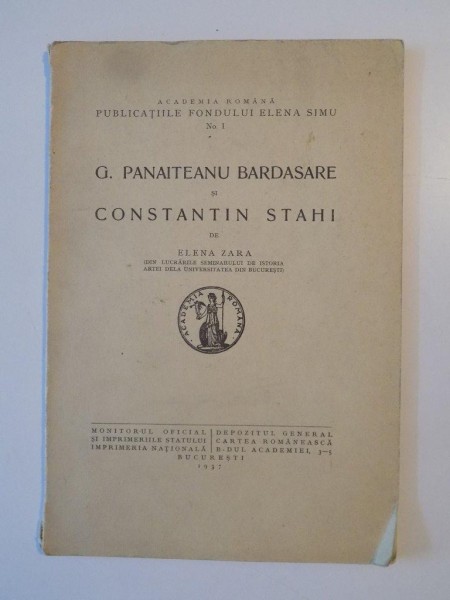 ACADEMIA ROMÂNĂ
PUBLICAȚIILE FONDULUI ELENA SIMU
No. I
G. PANAITEANU BARDASARE
ȘI
CONSTANTIN STAHI
DE
ELENA ZARA
(DIN LUCRĂRILE SEMINARULUI DE ISTORIA
ARTEI DELA UNIVERSITATEA DIN BUCUREȘTI)
· ACADEMIA ROMÂNĂ ·
MONITORUL OFICIAL
ȘI IMPRIMERIILE STATULUI
IMPRIMERIA NAȚIONALĂ
DEPOZITUL GENERAL
CARTEA ROMÂNEASCĂ
B-DUL ACADEMIEI, 3–5
BUCUREȘTI
1937